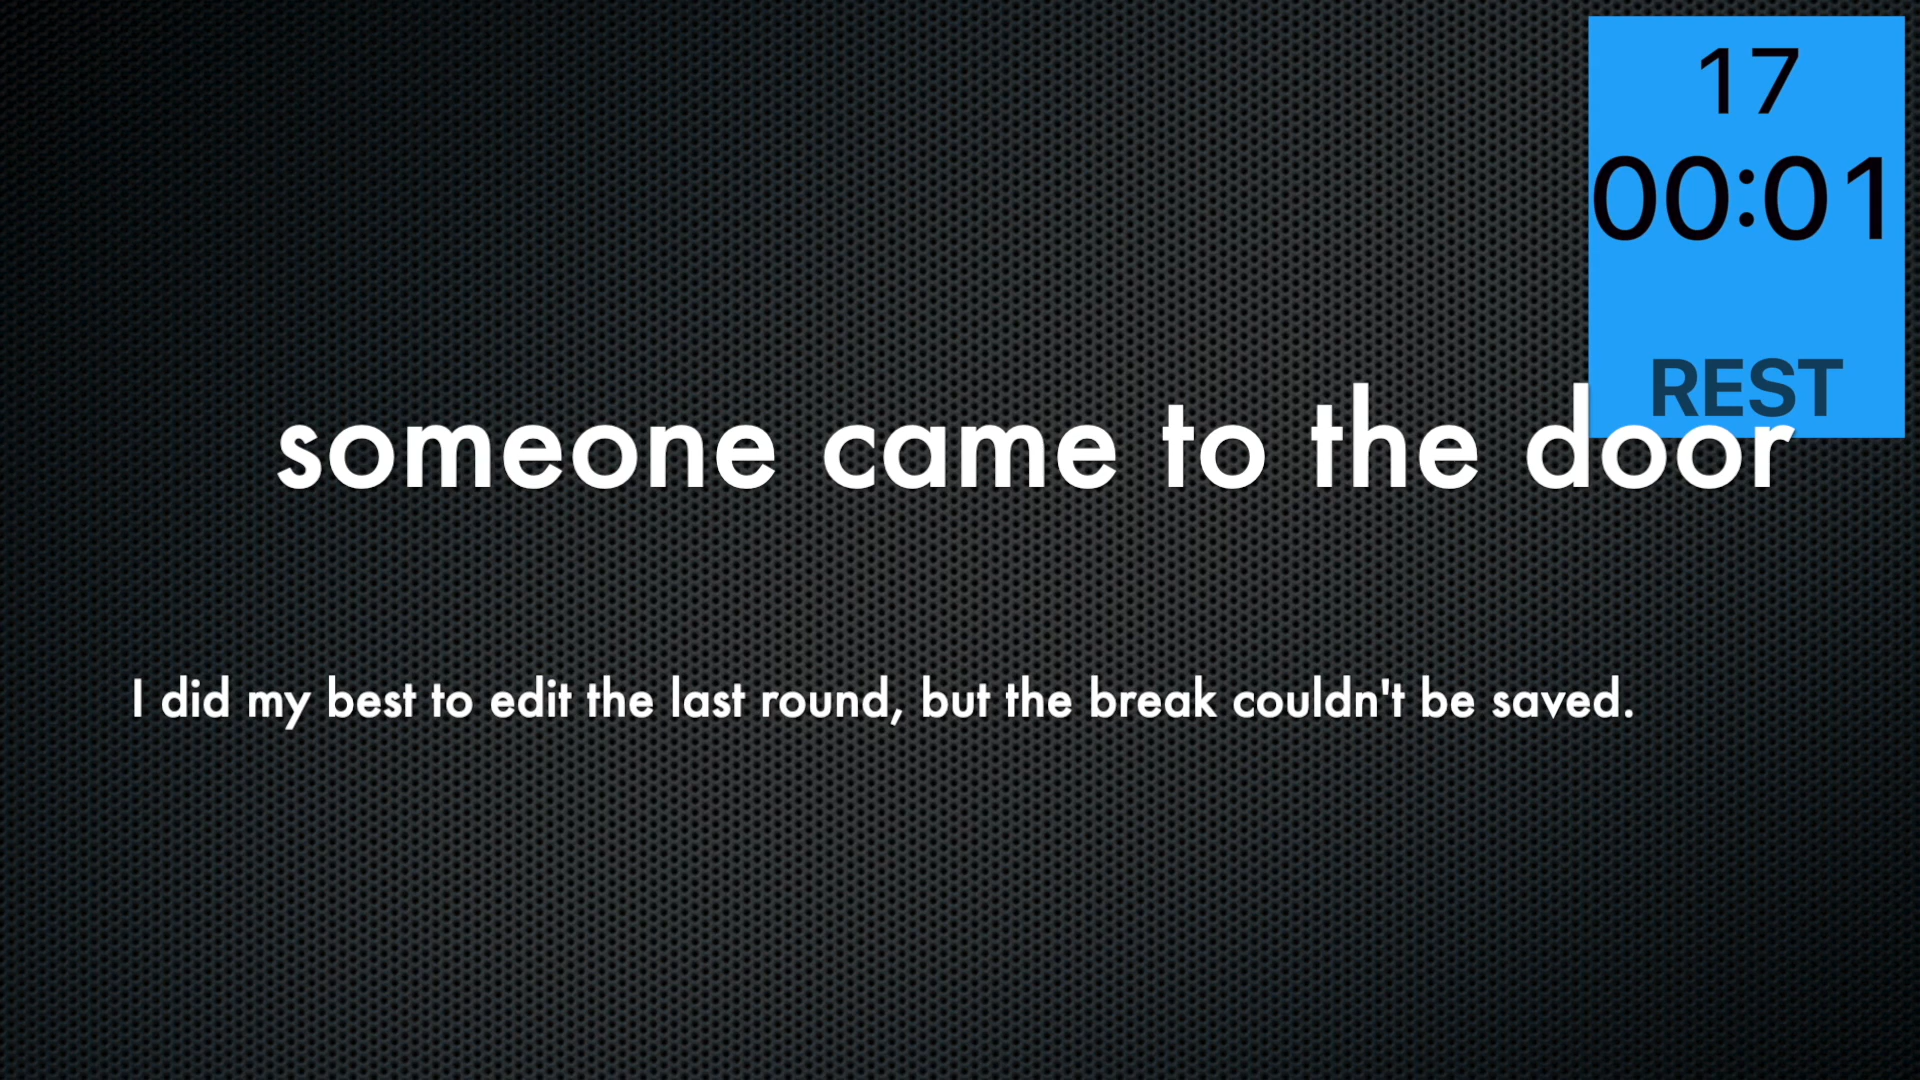 17
00:01
REST
someone came to the door
I did my best to edit the last round, but the break couldn't be saved.